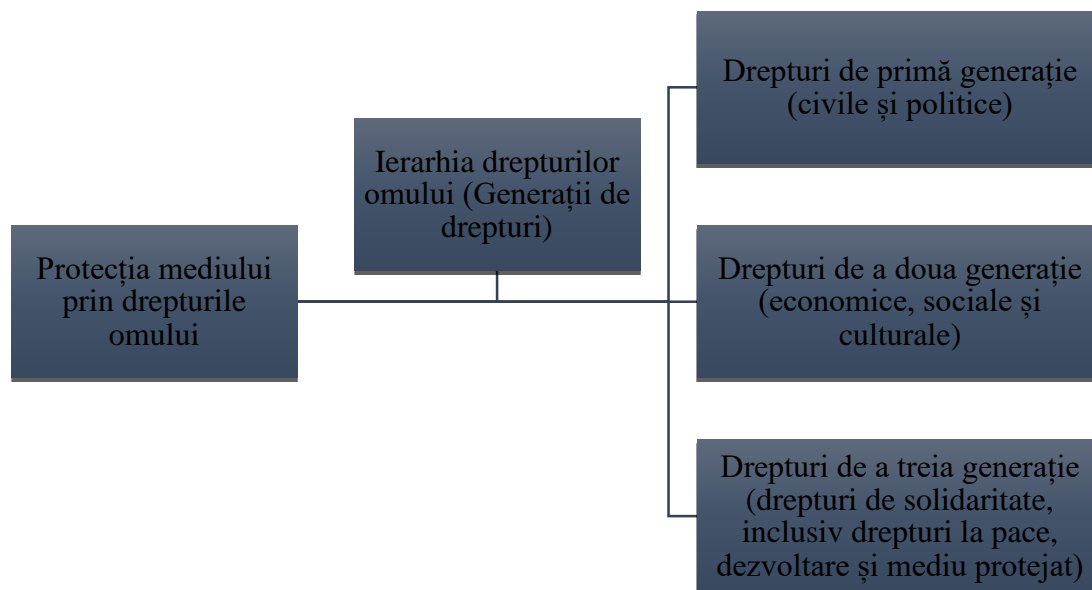 Protecția mediului
prin drepturile
omului
Ierarhia drepturilor
omului (Generații de
drepturi)
Drepturi de primă generație
(civile și politice)
Drepturi de a doua generație
(economice, sociale și
culturale)
Drepturi de a treia generație
(drepturi de solidaritate,
inclusiv drepturi la pace,
dezvoltare și mediu protejat)